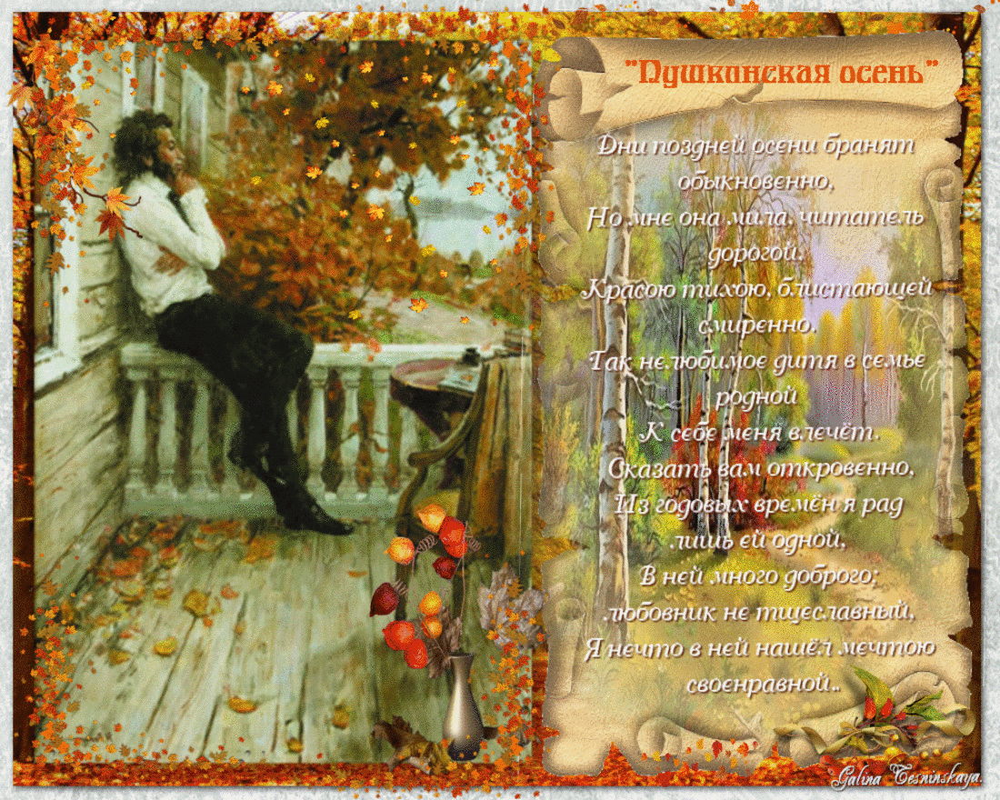 "Пушкинская осень"
Дни поздней осени бранят
обыкновенно,
Но мне она мила, читатель
дорогой.
Красою тихою, блистающей
смиренно.
Так нелюбимое дитя в семье
родной
К себе меня влечёт.
Сказать вам откровенно,
Из годовых времён я рад
лишь ей одной,
В ней много доброго;
любовник не тщеславный,
Я нечто в ней нашёл мечтою
своенравной..
Galina Tesninskaya.